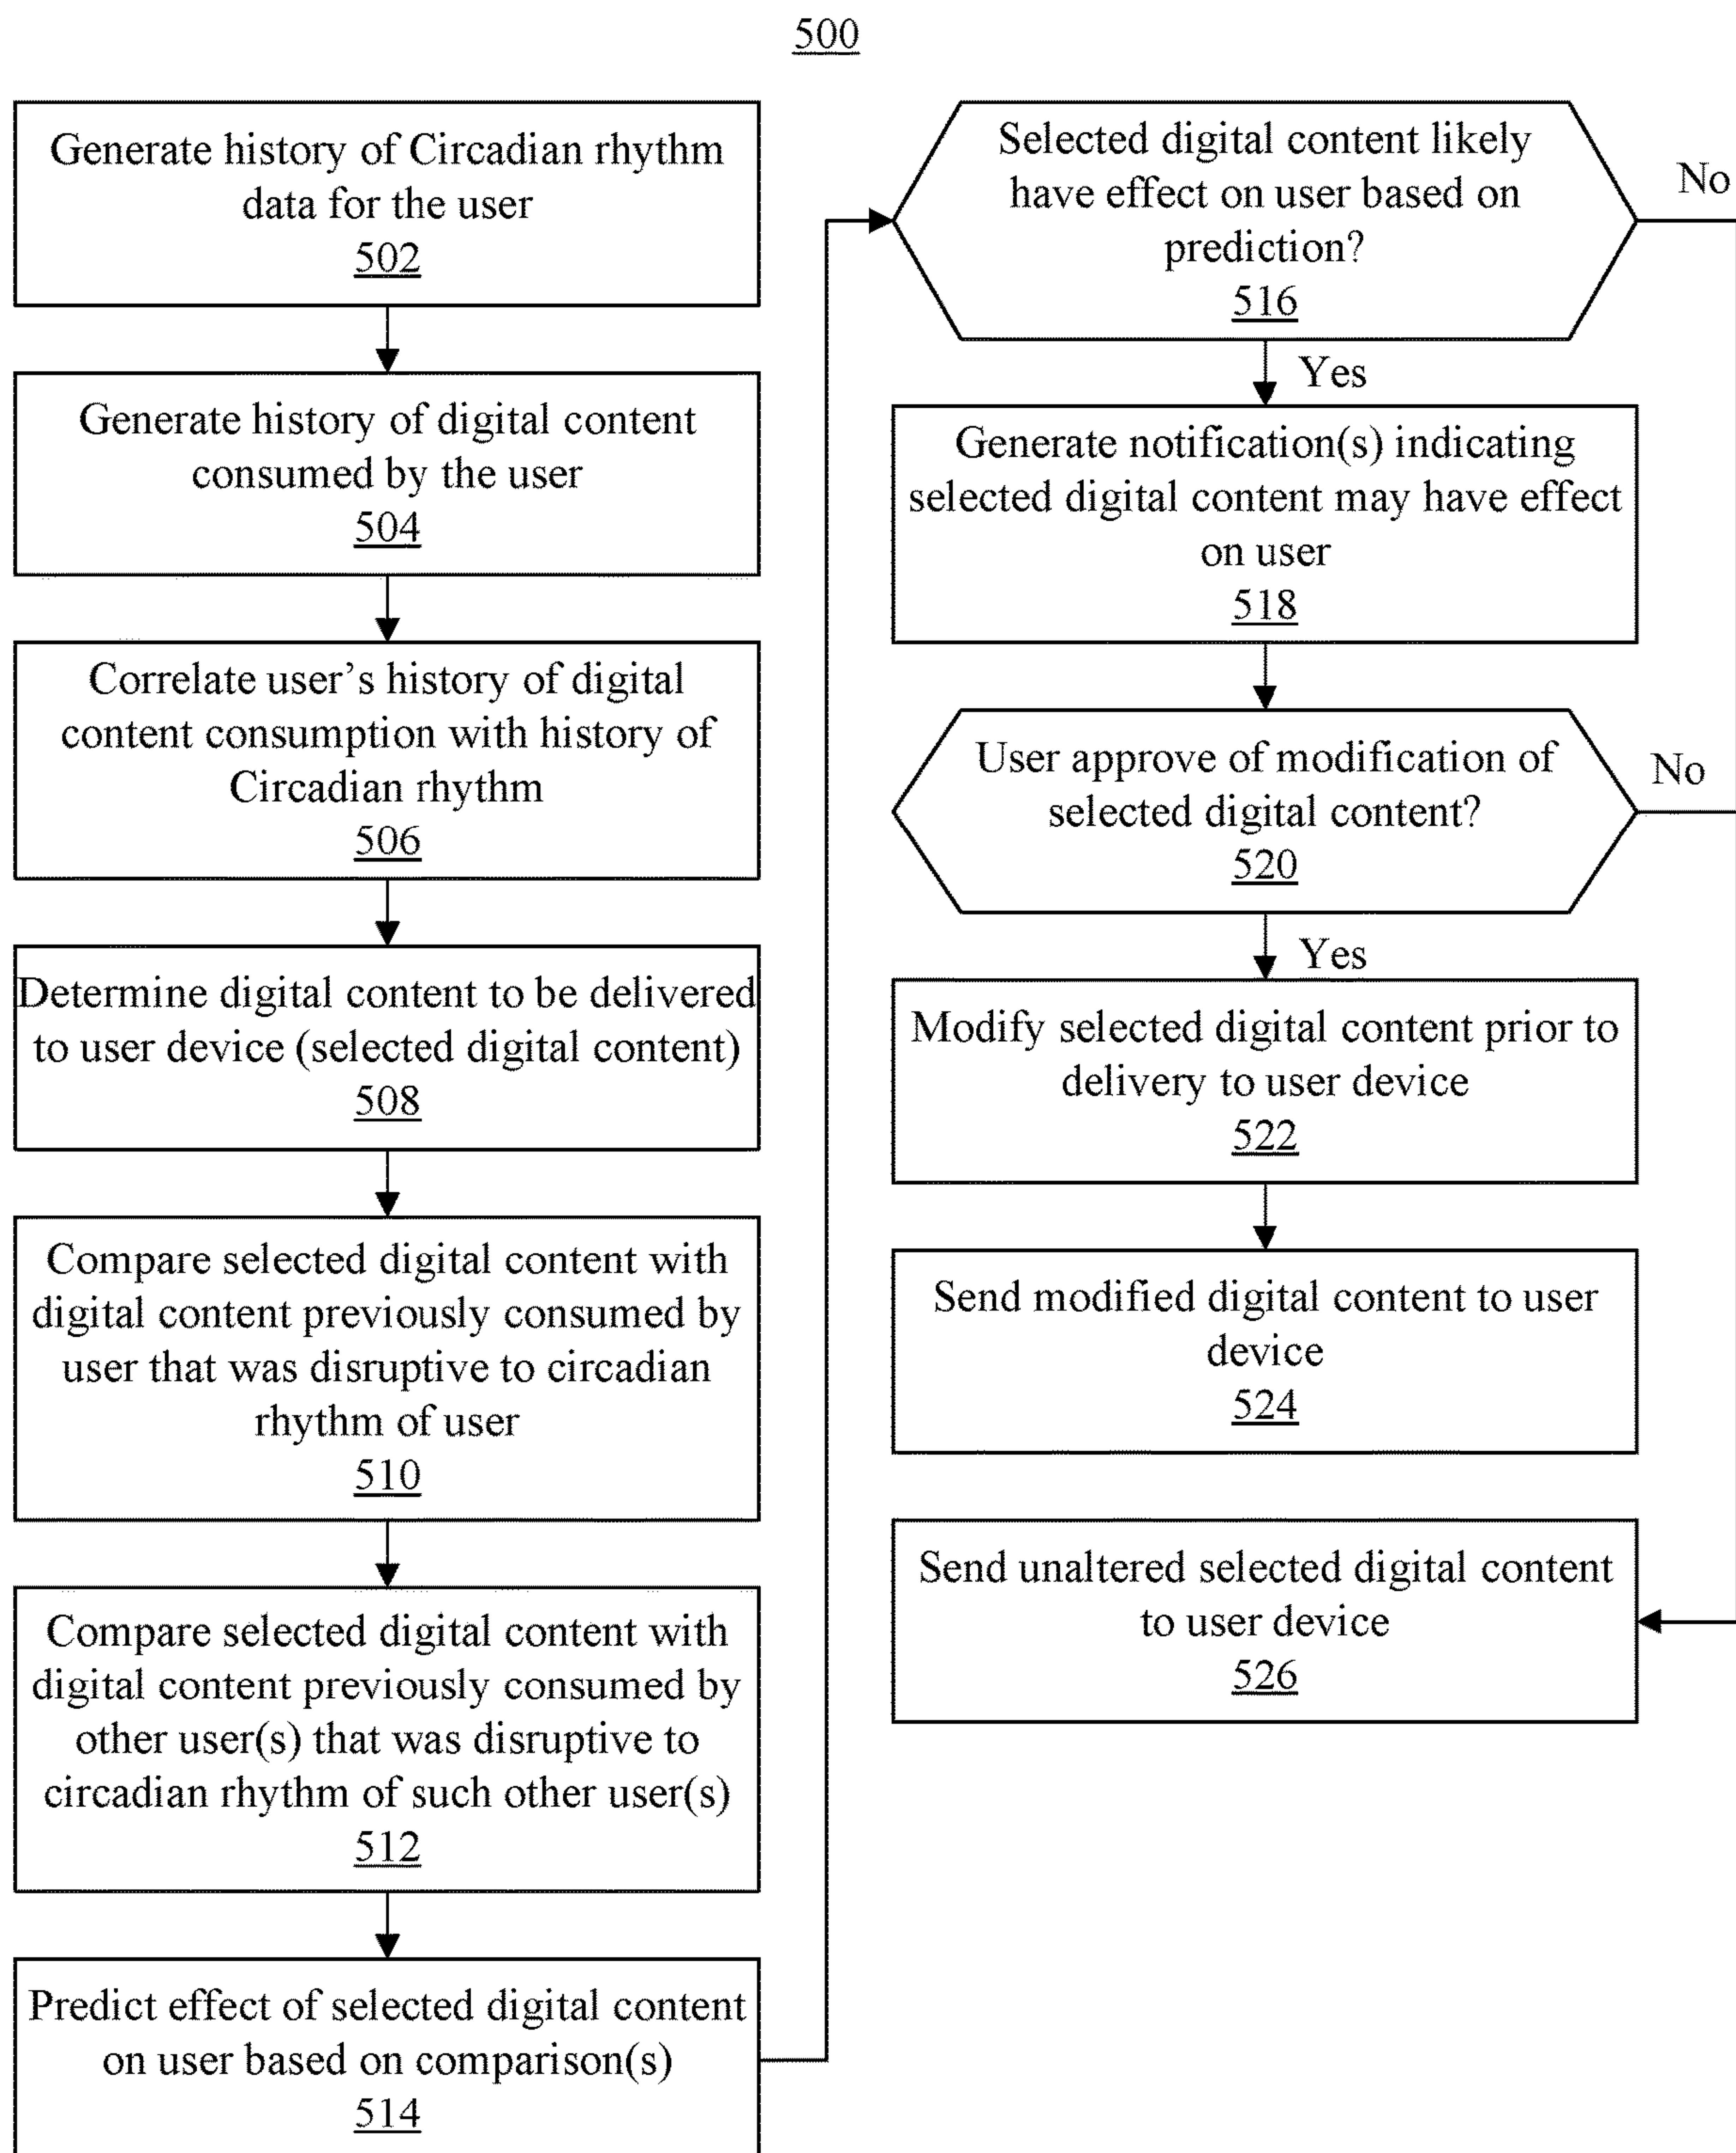 500
Generate history of Circadian rhythm
data for the user
502
Generate history of digital content
consumed by the user
504
Correlate user's history of digital
content consumption with history of
Circadian rhythm
506
Determine digital content to be delivered
to user device (selected digital content)
508
Compare selected digital content with
digital content previously consumed by
user that was disruptive to circadian
rhythm of user
510
Compare selected digital content with
digital content previously consumed by
other user(s) that was disruptive to
circadian rhythm of such other user(s)
512
Predict effect of selected digital content
on user based on comparison(s)
514
Selected digital content likely
have effect on user based on
prediction?
516
No
Yes
Generate notification(s) indicating
selected digital content may have effect
on user
518
User approve of modification of
selected digital content?
520
No
Yes
Modify selected digital content prior to
delivery to user device
522
Send modified digital content to user
device
524
Send unaltered selected digital content
to user device
526